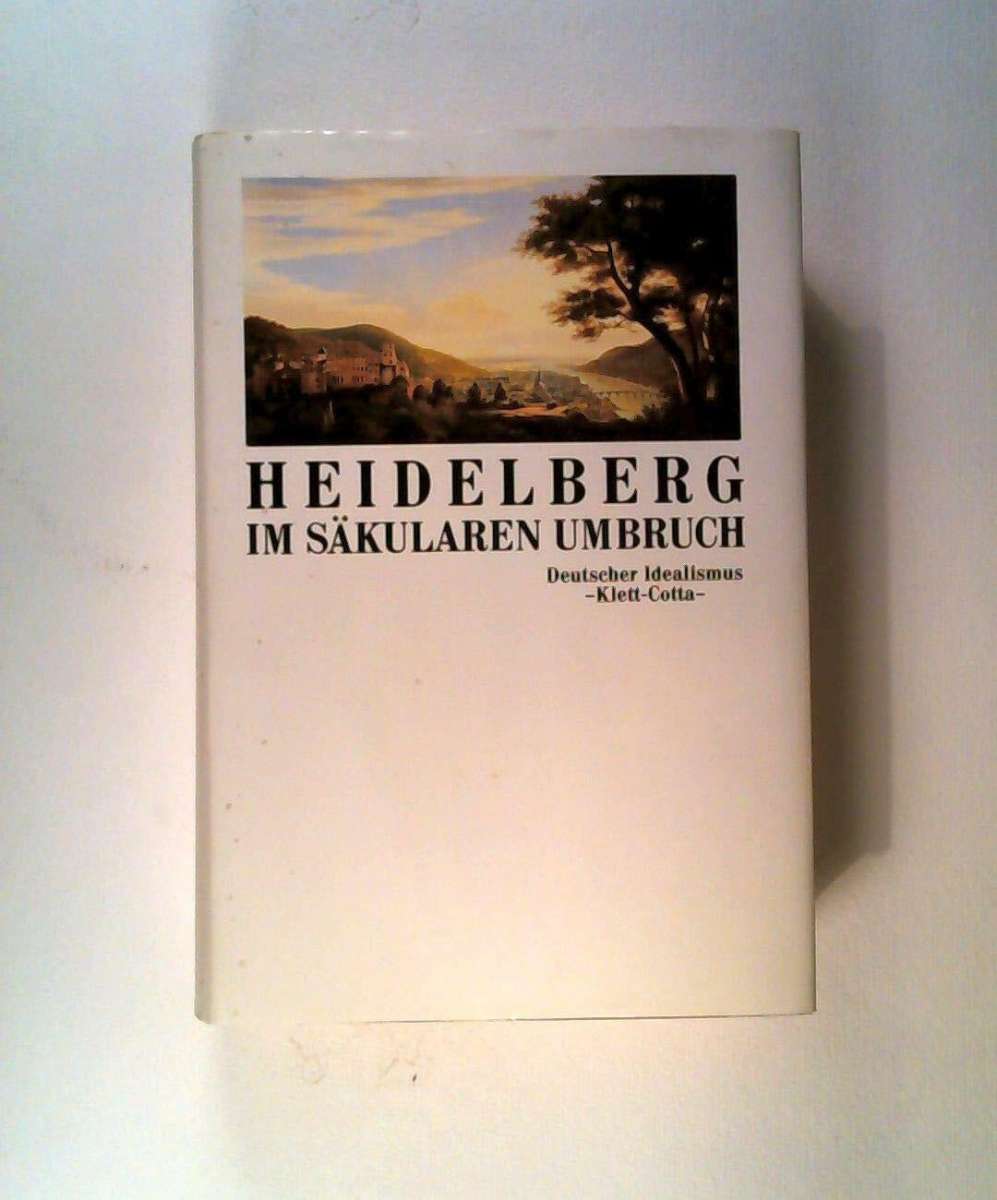 HEIDELBERG
IM SÄKULAREN UMBRUCH
Deutscher Idealismus
–Klett-Cotta–